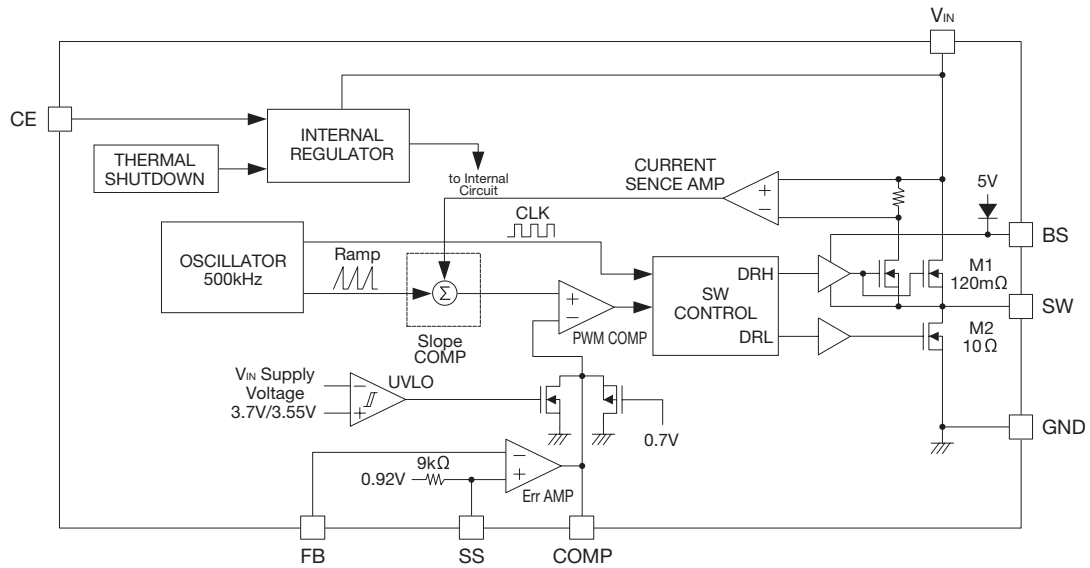 VIN
CE
INTERNAL
REGULATOR
THERMAL
SHUTDOWN
to Internal
Circuit
CURRENT
SENCE AMP
+
−
5V
BS
CLK
OSCILLATOR
500kHz
Ramp
Σ
Slope
COMP
+
−
PWM COMP
DRH
SW
CONTROL
DRL
M1
120mΩ
SW
M2
10Ω
VIN Supply
Voltage
3.7V/3.55V
−
+
UVLO
0.7V
GND
9kΩ
0.92V
−
+
Err AMP
FB
SS
COMP